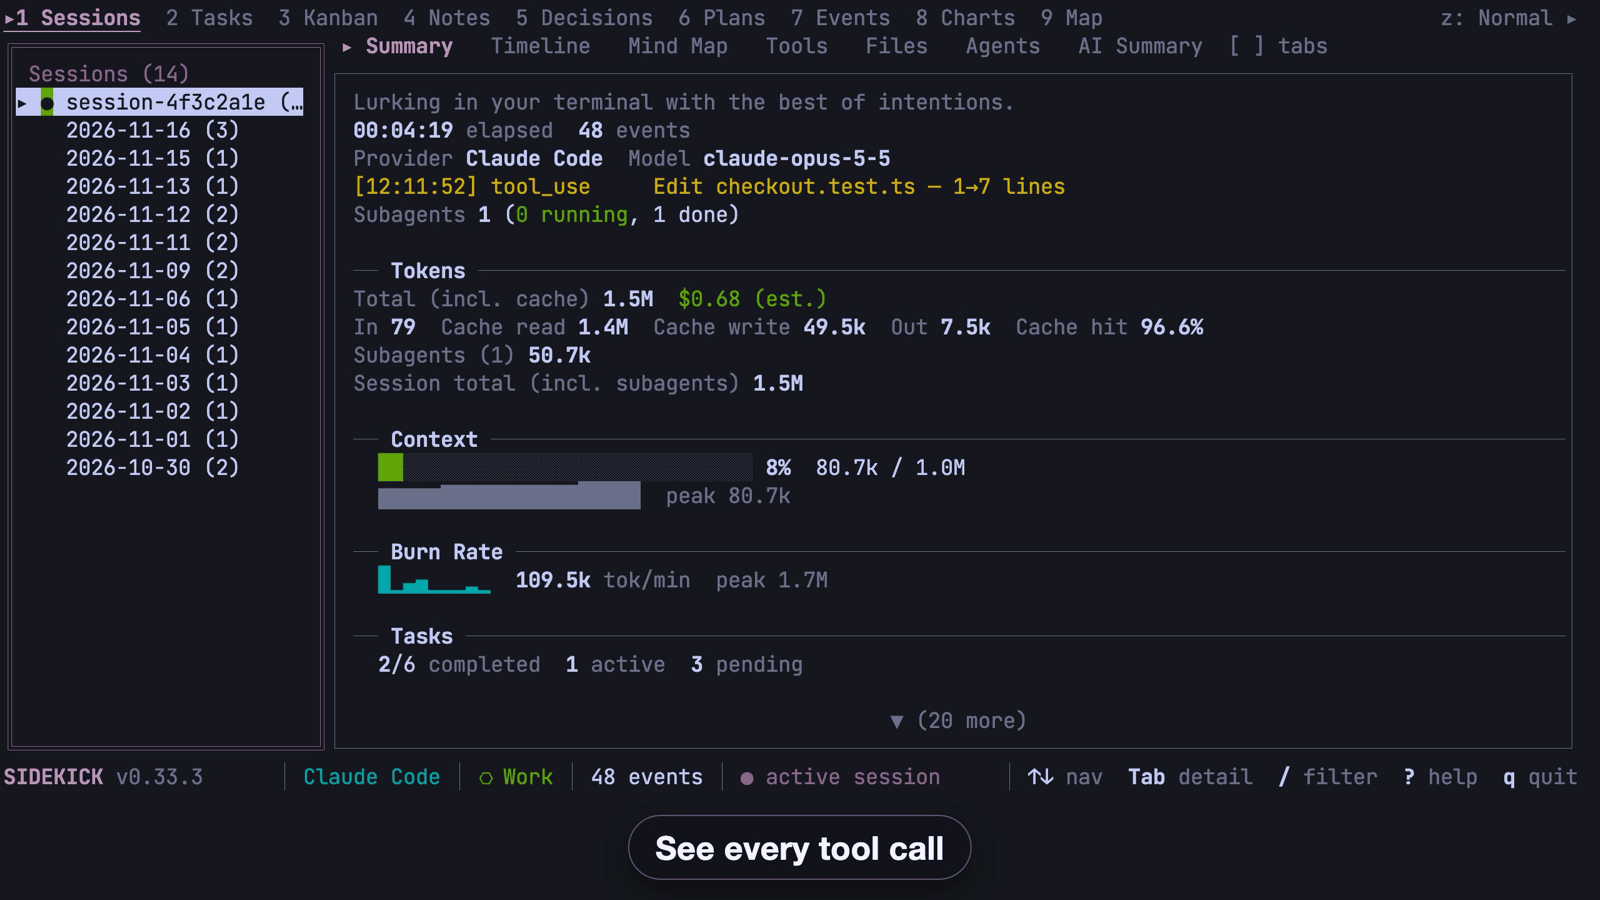 ▸1 Sessions 2 Tasks 3 Kanban 4 Notes 5 Decisions 6 Plans 7 Events 8 Charts 9 Map z: Normal ▸
▸ Summary Timeline Mind Map Tools Files Agents AI Summary [ ] tabs
Sessions (14)
▸ ● session-4f3c2a1e (…
2026-11-16 (3)
2026-11-15 (1)
2026-11-13 (1)
2026-11-12 (2)
2026-11-11 (2)
2026-11-09 (2)
2026-11-06 (1)
2026-11-05 (1)
2026-11-04 (1)
2026-11-03 (1)
2026-11-02 (1)
2026-11-01 (1)
2026-10-30 (2)
Lurking in your terminal with the best of intentions.
00:04:19 elapsed 48 events
Provider Claude Code Model claude-opus-5-5
[12:11:52] tool_use Edit checkout.test.ts — 1→7 lines
Subagents 1 (0 running, 1 done)
Tokens
Total (incl. cache) 1.5M $0.68 (est.)
In 79 Cache read 1.4M Cache write 49.5k Out 7.5k Cache hit 96.6%
Subagents (1) 50.7k
Session total (incl. subagents) 1.5M
Context
8% 80.7k / 1.0M
peak 80.7k
Burn Rate
109.5k tok/min peak 1.7M
Tasks
2/6 completed 1 active 3 pending
▼ (20 more)
SIDEKICK v0.33.3 Claude Code Work 48 events ● active session ↑↓ nav Tab detail / filter ? help q quit
See every tool call